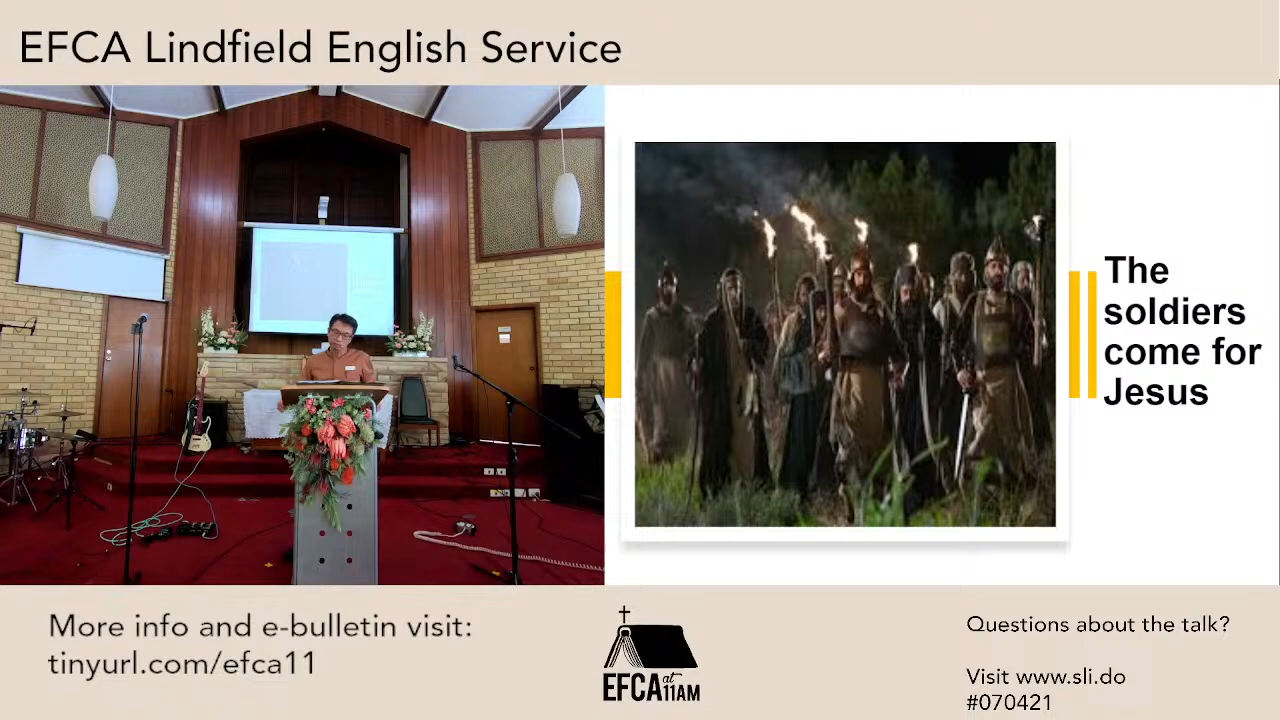 EFCA Lindfield English Service
The
soldiers
come for
Jesus
More info and e-bulletin visit:
tinyurl.com/efca11
EFCA at 11AM
Questions about the talk?
Visit www.sli.do
#070421